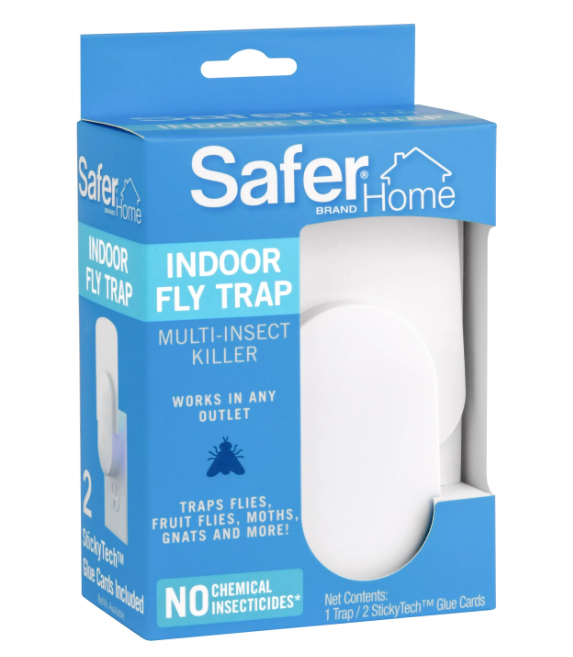 INDOOR FLY TRAP
Safer®
BRAND
Home
INDOOR
FLY TRAP
MULTI-INSECT
KILLER
WORKS IN ANY
OUTLET
TRAPS FLIES,
FRUIT FLIES, MOTHS,
GNATS AND MORE!
NO CHEMICAL
INSECTICIDES*
Net Contents:
1 Trap / 2 StickyTech™ Glue Cards
Safer
BRAND
Home
INDOOR
FLY TRAP
2
StickyTech™
Glue Cards Included